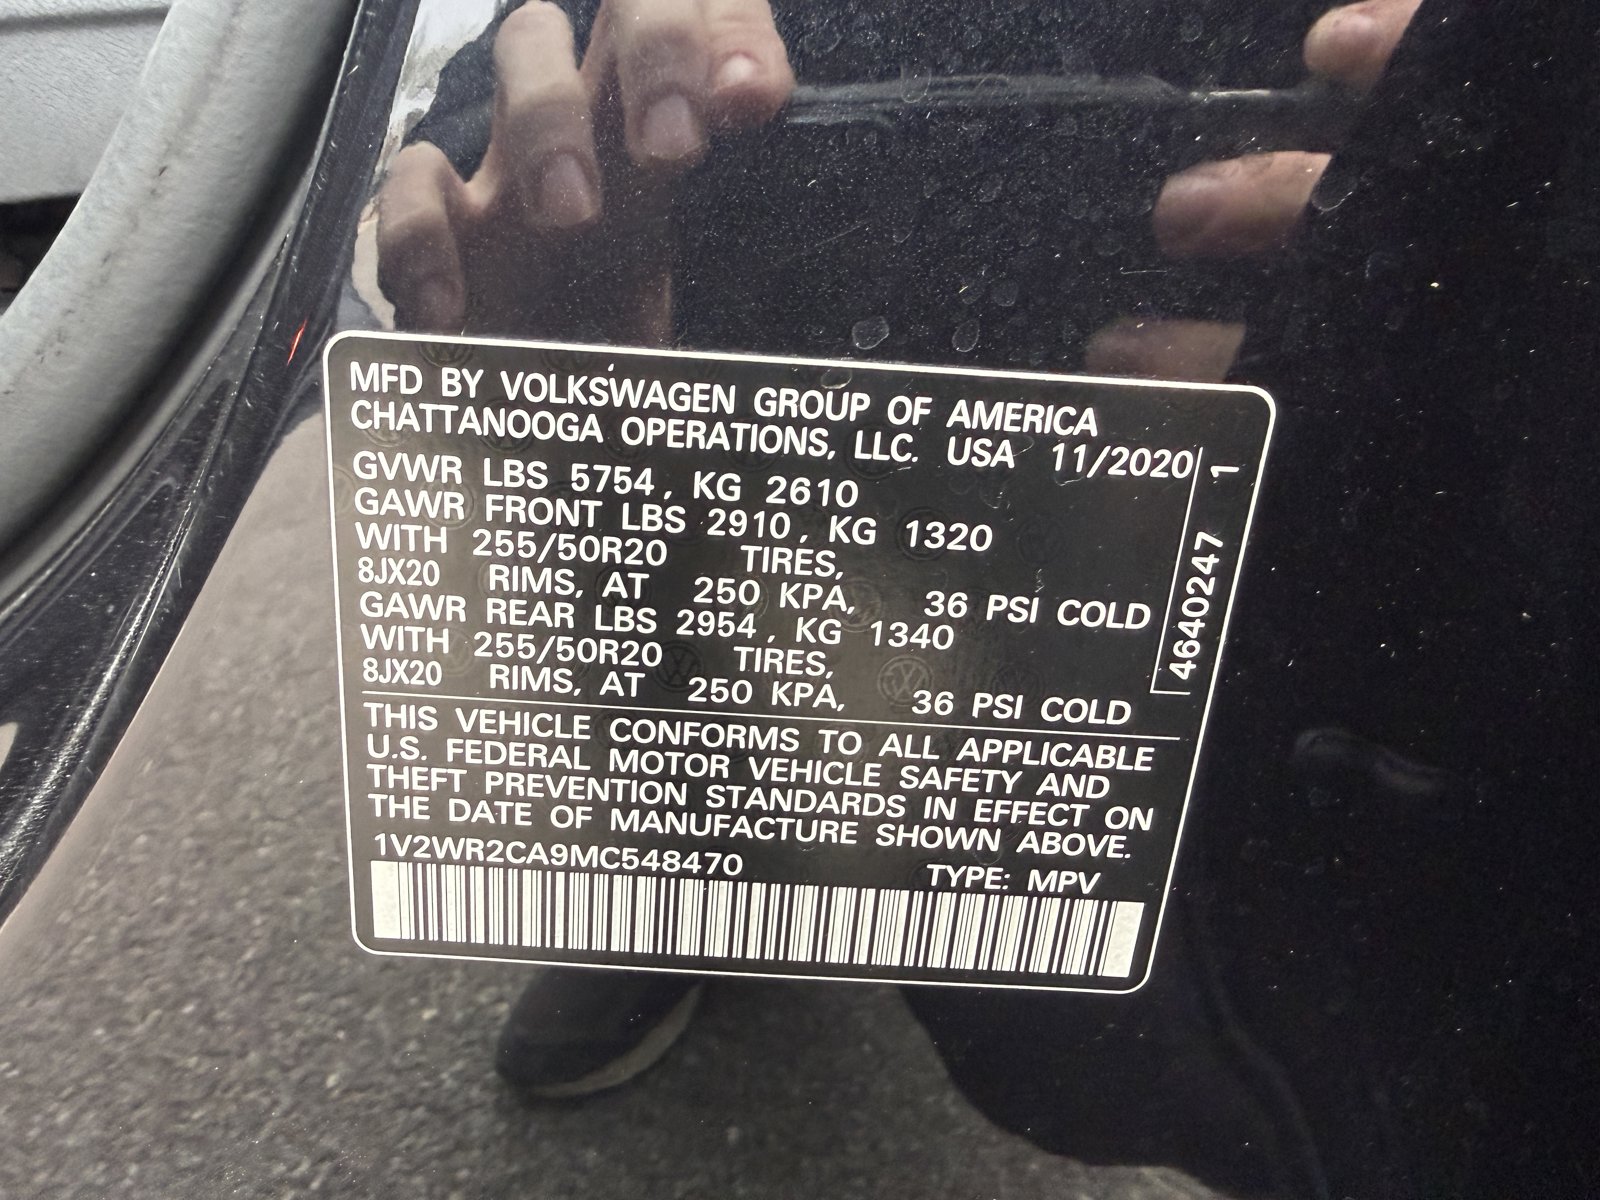 MFD BY VOLKSWAGEN GROUP OF AMERICA
CHATTANOOGA OPERATIONS, LLC. USA 11/2020
GVWR LBS 5754, KG 2610
GAWR FRONT LBS 2910, KG 1320
WITH 255/50R20 TIRES,
8JX20 RIMS, AT 250 KPA, 36 PSI COLD
GAWR REAR LBS 2954, KG 1340
WITH 255/50R20 TIRES,
8JX20 RIMS, AT 250 KPA, 36 PSI COLD
4640247 1
THIS VEHICLE CONFORMS TO ALL APPLICABLE
U.S. FEDERAL MOTOR VEHICLE SAFETY AND
THEFT PREVENTION STANDARDS IN EFFECT ON
THE DATE OF MANUFACTURE SHOWN ABOVE.
1V2WR2CA9MC548470 TYPE: MPV